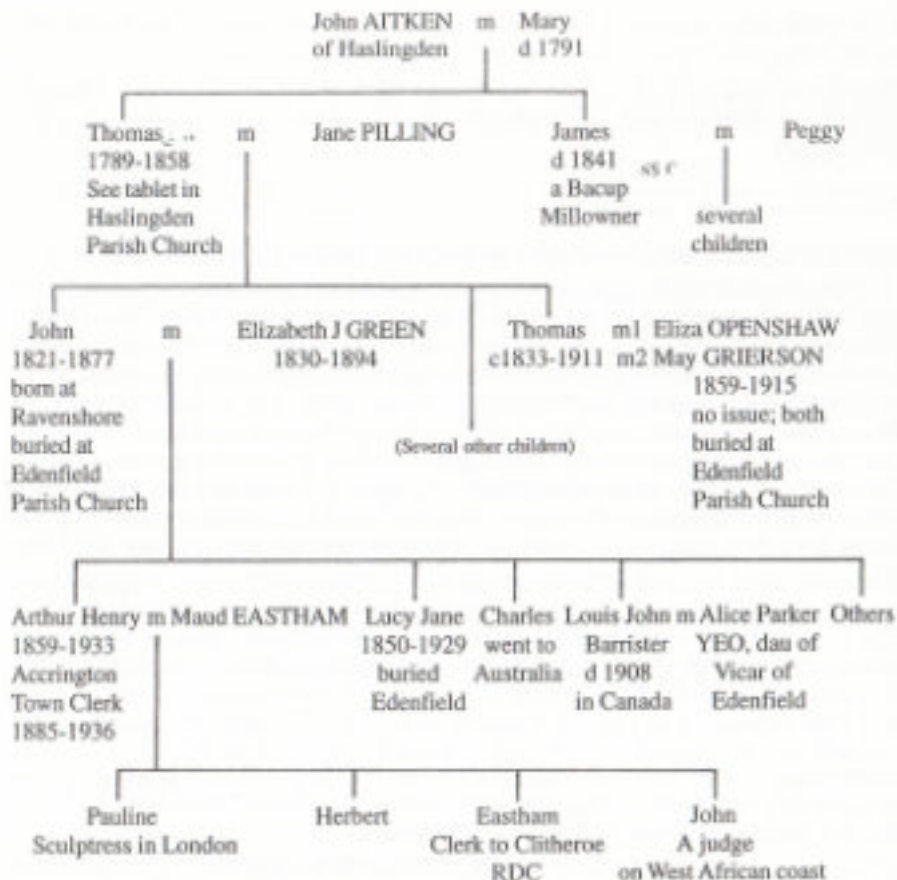 John AITKEN m Mary
of Haslingden d 1791
Thomas m Jane PILLING James m Peggy
1789-1858 d 1841
See tablet in a Bacup
Haslingden Millowner several
Parish Church children
John m Elizabeth J GREEN Thomas m1 Eliza OPENSHAW
1821-1877 1830-1894 c1833-1911 m2 May GRIERSON
born at 1859-1915
Ravenshore no issue; both
buried at (Several other children) buried at
Edenfield Edenfield
Parish Church Parish Church
Arthur Henry m Maud EASTHAM Lucy Jane Charles Louis John m Alice Parker Others
1859-1933 1850-1929 went to Barrister YEO, dau of
Accrington buried Australia d 1908 Vicar of
Town Clerk Edenfield in Canada Edenfield
1885-1936
Pauline Herbert Eastham John
Sculptress in London Clerk to Clitheroe A judge
RDC on West African coast